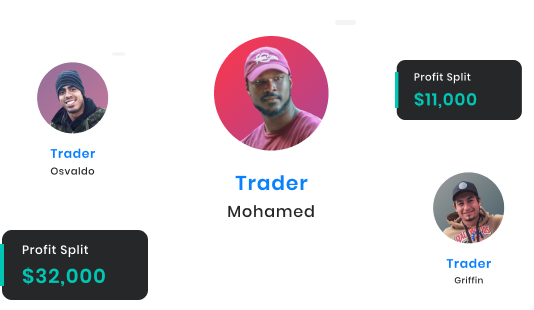 Trader
Osvaldo
Profit Split
$32,000
Trader
Mohamed
Profit Split
$11,000
Trader
Griffin